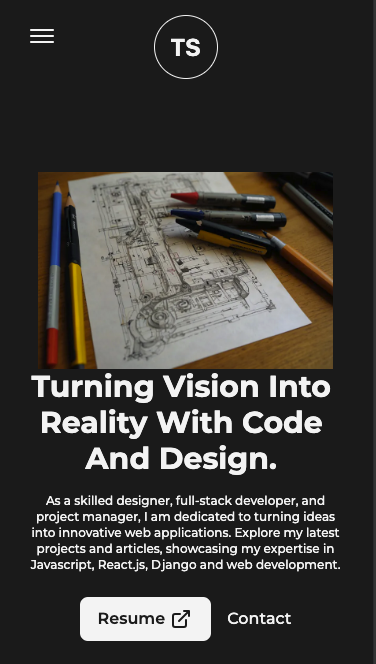 TS
Turning Vision Into
Reality With Code
And Design.
As a skilled designer, full-stack developer, and
project manager, I am dedicated to turning ideas
into innovative web applications. Explore my latest
projects and articles, showcasing my expertise in
Javascript, React.js, Django and web development.
Resume
Contact